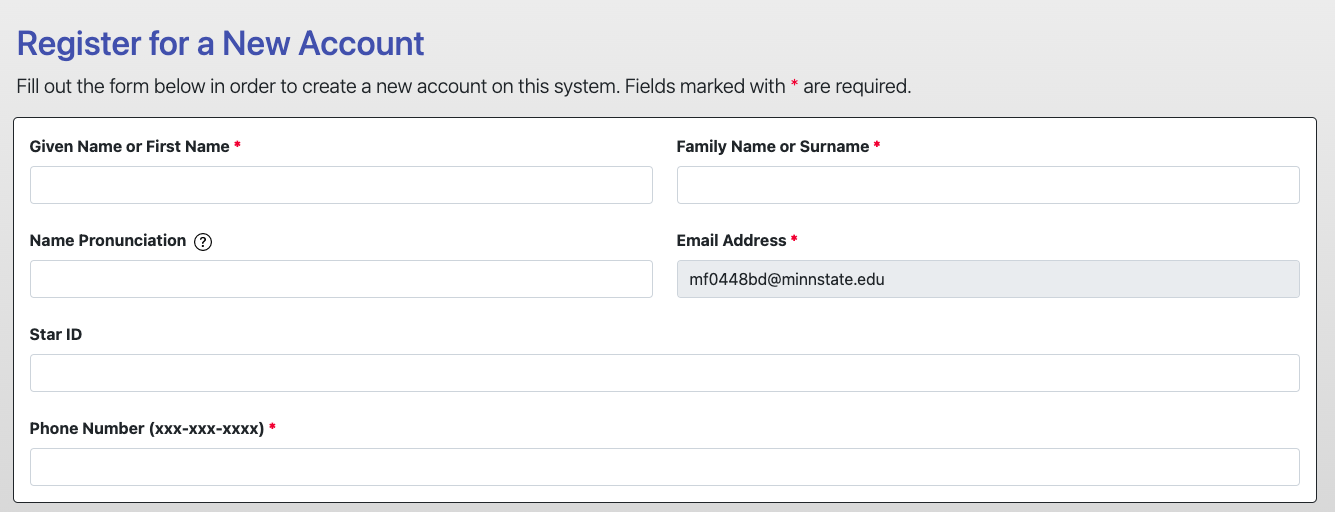 Register for a New Account
Fill out the form below in order to create a new account on this system. Fields marked with * are required.
Given Name or First Name *
Family Name or Surname *
Name Pronunciation ?
Email Address *
mf0448bd@minnstate.edu
Star ID
Phone Number (xxx-xxx-xxxx) *